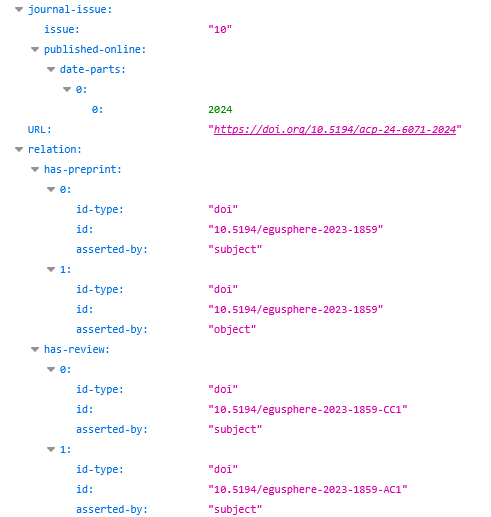 journal-issue:
issue: "10"
published-online:
date-parts:
0:
0: 2024
URL: "https://doi.org/10.5194/acp-24-6071-2024"
relation:
has-preprint:
0:
id-type: "doi"
id: "10.5194/egusphere-2023-1859"
asserted-by: "subject"
1:
id-type: "doi"
id: "10.5194/egusphere-2023-1859"
asserted-by: "object"
has-review:
0:
id-type: "doi"
id: "10.5194/egusphere-2023-1859-CC1"
asserted-by: "subject"
1:
id-type: "doi"
id: "10.5194/egusphere-2023-1859-AC1"
asserted-by: "subject"